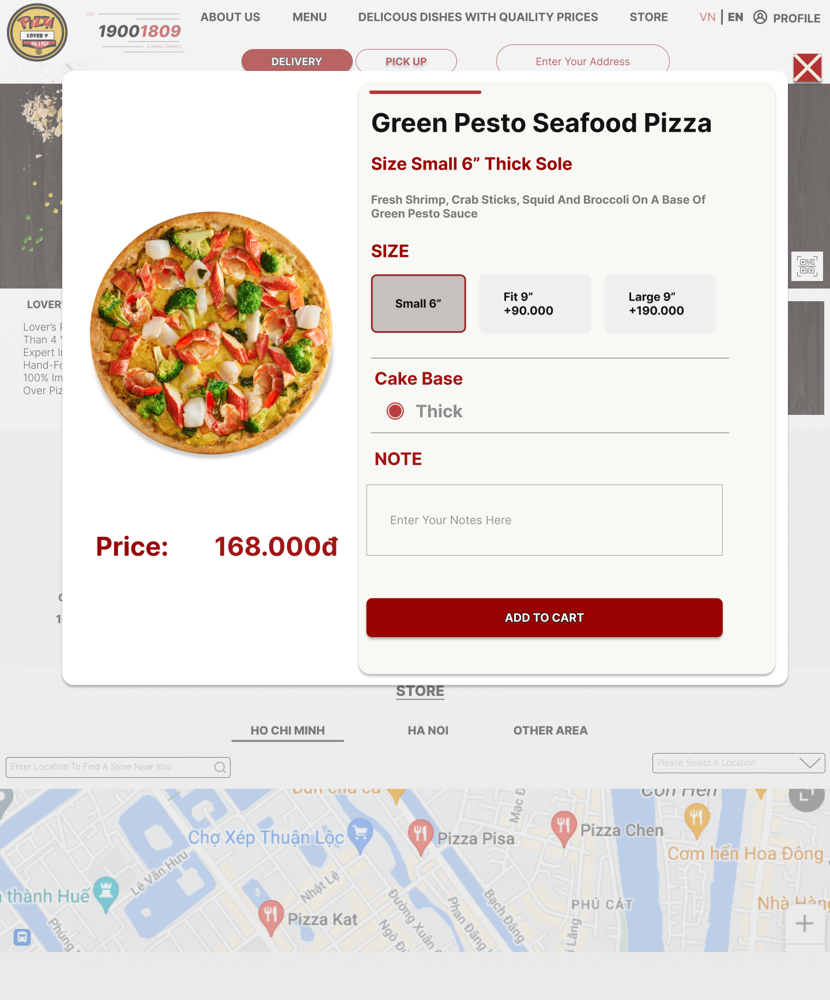 PIZZA
LOVER'S
DIAL A PIZZA
Call
19001809
Express Delivery
ABOUT US
MENU
DELICOUS DISHES WITH QUAILITY PRICES
STORE
VN | EN
PROFILE
DELIVERY
PICK UP
Enter Your Address
Green Pesto Seafood Pizza
Size Small 6” Thick Sole
Fresh Shrimp, Crab Sticks, Squid And Broccoli On A Base Of
Green Pesto Sauce
SIZE
Small 6”
Fit 9”
+90.000
Large 9”
+190.000
Cake Base
Thick
NOTE
Enter Your Notes Here
Price: 168.000đ
ADD TO CART
LOVER'
Lover’s
Than 4
Expert
Hand-Fo
100% Im
Over Piz
STORE
HO CHI MINH
HA NOI
OTHER AREA
Enter Location To Find A Store Near You
Please Select A Location
Bún chả cá
Cồn Hến
Mạc Đ
Chợ Xép Thuận Lộc
Pizza Pisa
Pizza Chen
Cơm hến Hoa Đông
Lê Văn Hưu
Nhật Lệ
thành Huế
Pizza Kat
Đường Xuân
Phan Đăng
Bạch Đằng
PHÚ CÁT
Nhà Hàng
Phùng
Ngô Đ
i Lăng